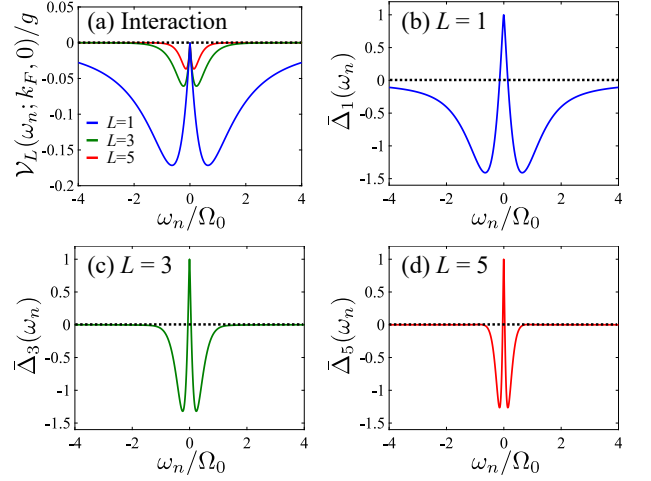 (a) Interaction
𝒱_L(ω_n; k_F, 0)/g
0.05
0
-0.05
-0.1
-0.15
-0.2
L=1
L=3
L=5
-4 -2 0 2 4
ω_n/Ω_0
(b) L = 1
Δ̄_1(ω_n)
1
0.5
0
-0.5
-1
-1.5
-4 -2 0 2 4
ω_n/Ω_0
(c) L = 3
Δ̄_3(ω_n)
1
0.5
0
-0.5
-1
-1.5
-4 -2 0 2 4
ω_n/Ω_0
(d) L = 5
Δ̄_5(ω_n)
1
0.5
0
-0.5
-1
-1.5
-4 -2 0 2 4
ω_n/Ω_0